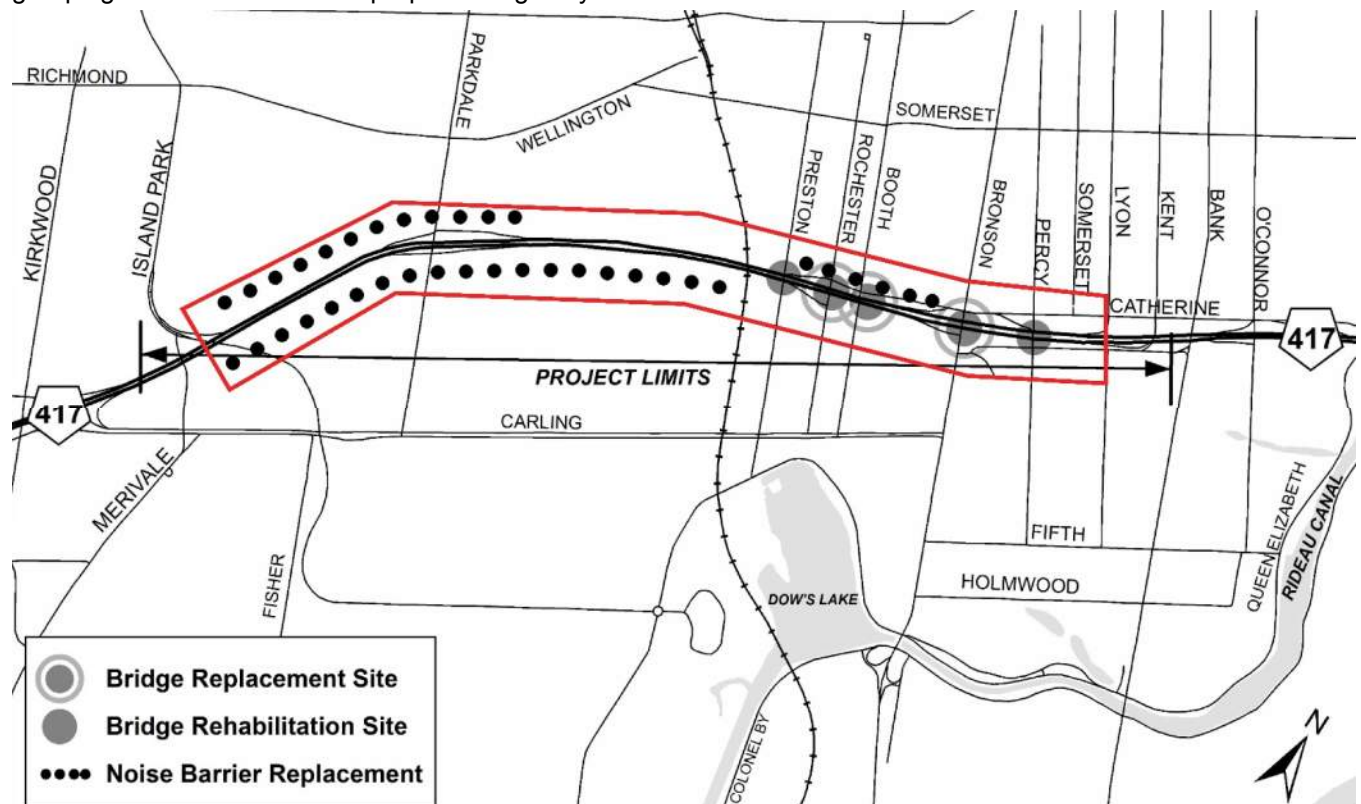 RICHMOND
PARKDALE
WELLINGTON
SOMERSET
KIRKWOOD
ISLAND PARK
PRESTON
ROCHESTER
BOOTH
BRONSON
PERCY
SOMERSET
LYON
KENT
BANK
O'CONNOR
CATHERINE
417
417
PROJECT LIMITS
CARLING
MERIVALE
FISHER
FIFTH
HOLMWOOD
QUEEN ELIZABETH
RIDEAU CANAL
DOW'S LAKE
COLONEL BY
N
Bridge Replacement Site
Bridge Rehabilitation Site
Noise Barrier Replacement